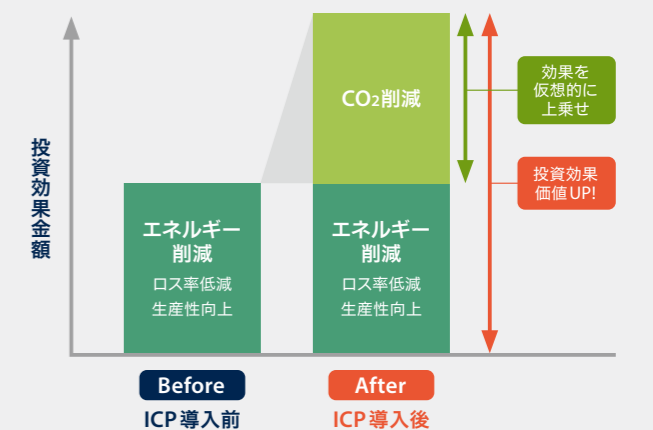 投資効果金額
CO2削減
効果を
仮想的に
上乗せ
投資効果
価値UP!
エネルギー
削減
ロス率低減
生産性向上
エネルギー
削減
ロス率低減
生産性向上
Before
ICP導入前
After
ICP導入後